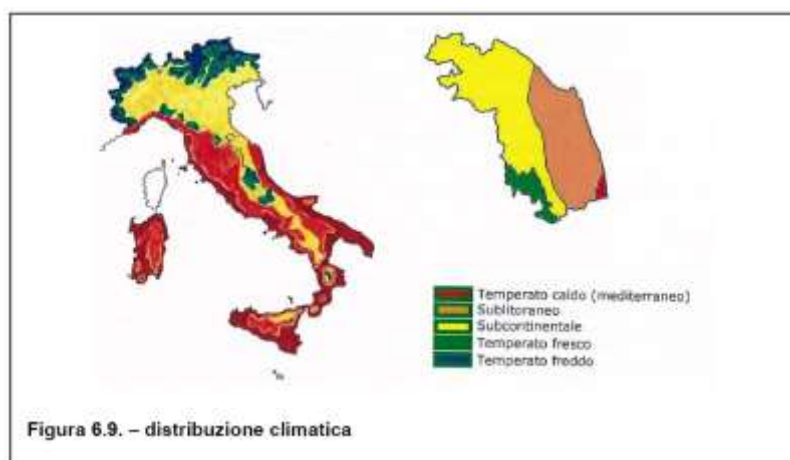 Temperato caldo (mediterraneo)
Sublitoraneo
Subcontinentale
Temperato fresco
Temperato freddo
Figura 6.9. – distribuzione climatica